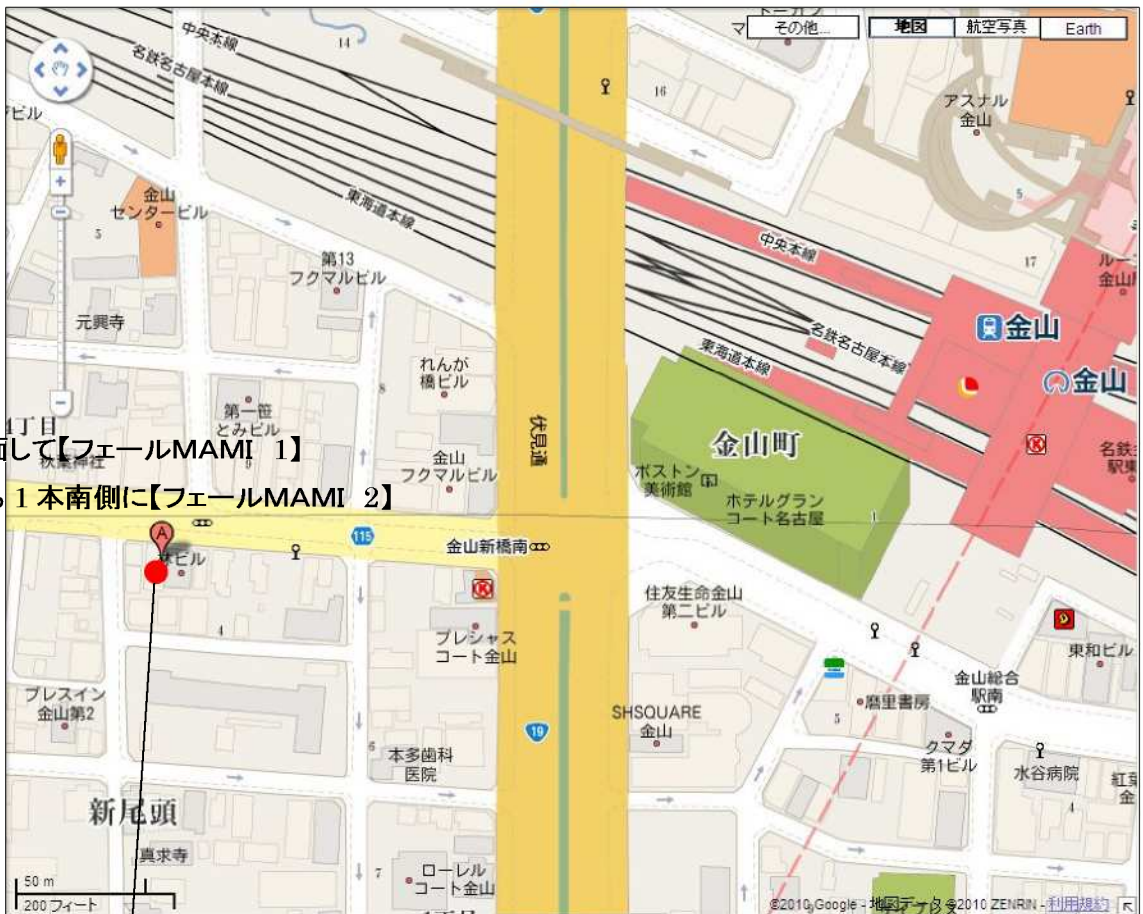 その他...
地図
航空写真
Earth
中央本線
14
名鉄名古屋本線
16
アスナル
金山
東海道本線
金山
センタービル
5
5
第13
フクマルビル
中央本線
17
元興寺
名鉄名古屋本線
金山
東海道本線
れんが
橋ビル
8
金山
第一笹
とみビル
伏見通
金山町
面して【フェールMAMI 1】
秋葉神社
9
金山
フクマルビル
ボストン
美術館
ホテルグラン
コート名古屋
1
1本南側に【フェールMAMI 2】
A
115
金山新橋南
林ビル
K
K
住友生命金山
第二ビル
4
プレシャス
コート金山
東和ビル
金山総合
駅南
プレスイン
金山第2
磨里書房
5
SHSQUARE
金山
19
クマダ
第1ビル
水谷病院
4
6
本多歯科
医院
新尾頭
真求寺
7
ローレル
コート金山
50 m
200 フィート
©2010 Google - 地図データ ©2010 ZENRIN - 利用規約